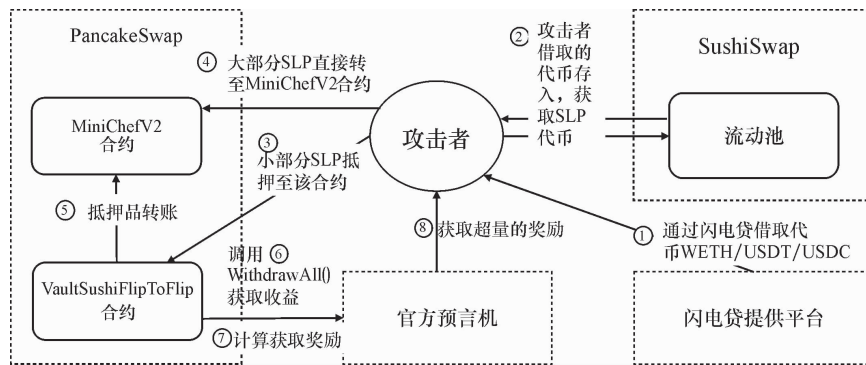 PancakeSwap
④ 大部分SLP直接转
至MiniChefV2合约
② 攻击者
借取的
代币存
入，获
取SLP
代币
SushiSwap
MiniChefV2
合约
攻击者
流动池
③
小部分SLP抵
押至该合约
⑤ 抵押品转账
⑧获取超量的奖励
① 通过闪电贷借取代
币WETH/USDT/USDC
调用 ⑥
WithdrawAll()
获取收益
VaultSushiFlipToFlip
合约
⑦计算获取奖励
官方预言机
闪电贷提供平台